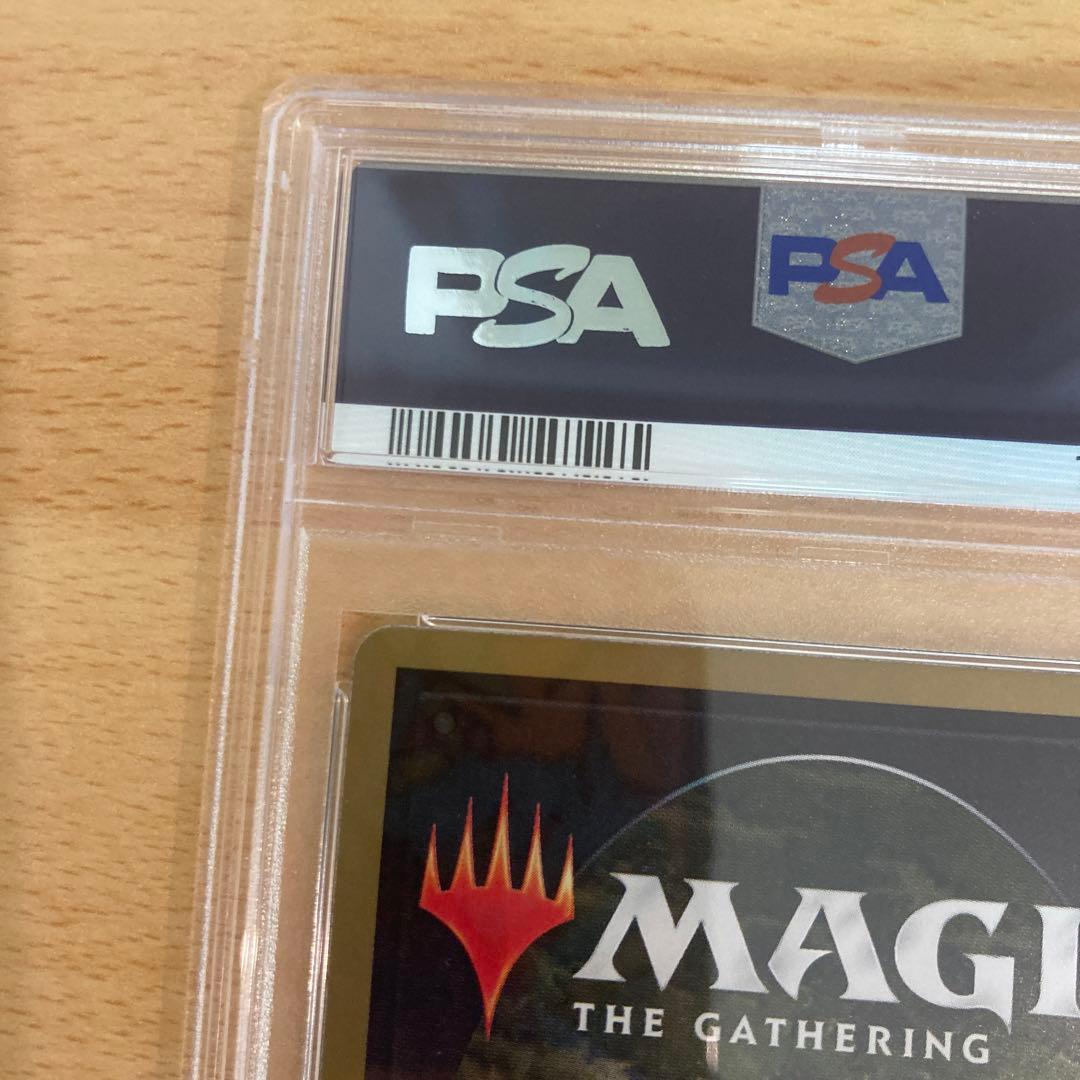 PSA
PSA
MAGI
THE GATHERING